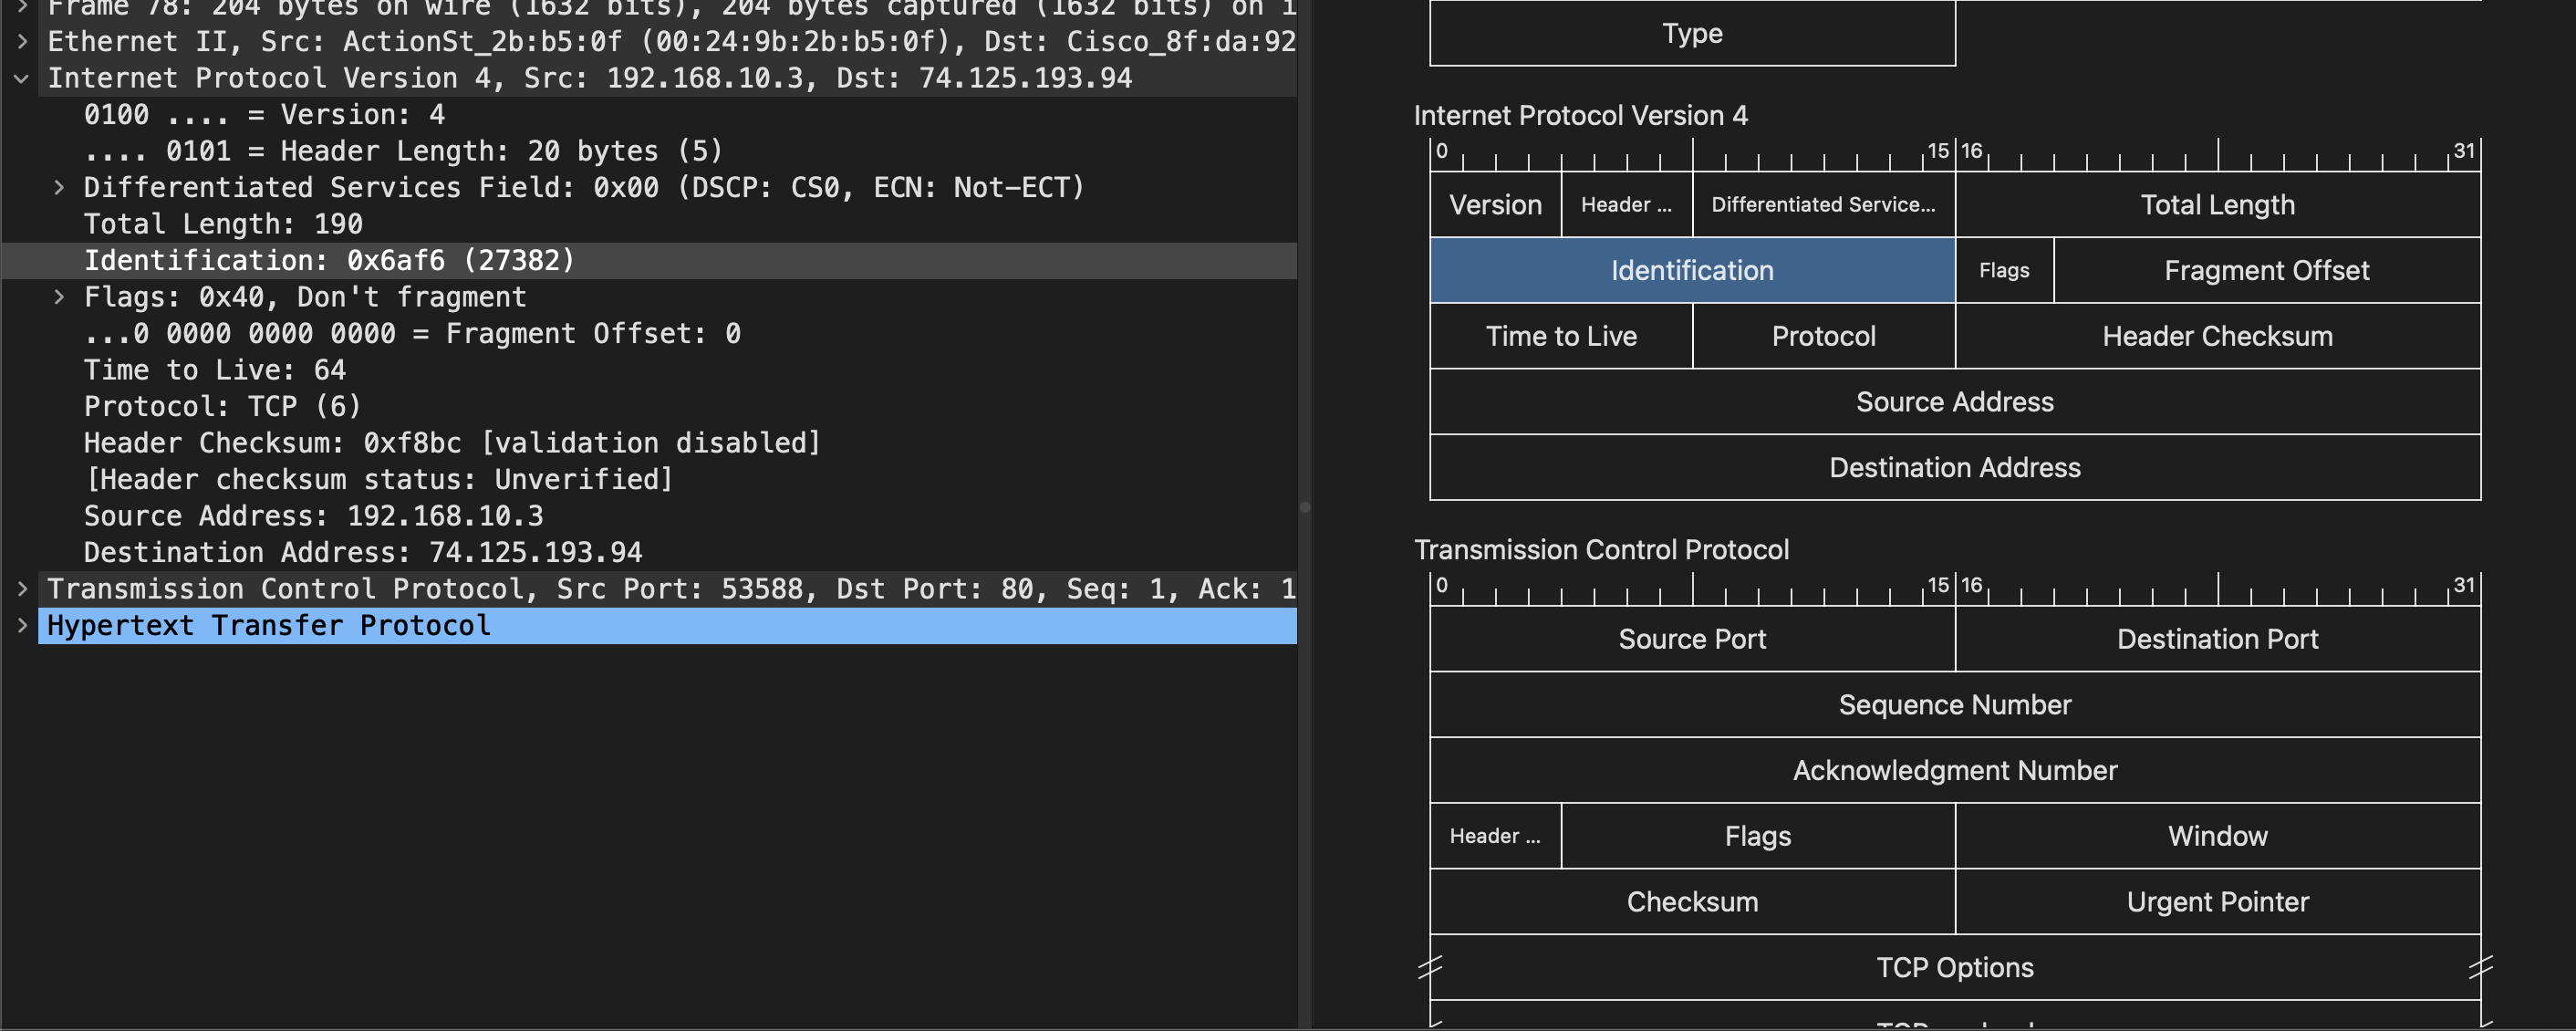 Frame 78: 204 bytes on wire (1632 bits), 204 bytes captured (1632 bits) on i
Ethernet II, Src: ActionSt_2b:b5:0f (00:24:9b:2b:b5:0f), Dst: Cisco_8f:da:92
Internet Protocol Version 4, Src: 192.168.10.3, Dst: 74.125.193.94
0100 .... = Version: 4
.... 0101 = Header Length: 20 bytes (5)
Differentiated Services Field: 0x00 (DSCP: CS0, ECN: Not-ECT)
Total Length: 190
Identification: 0x6af6 (27382)
Flags: 0x40, Don't fragment
...0 0000 0000 0000 = Fragment Offset: 0
Time to Live: 64
Protocol: TCP (6)
Header Checksum: 0xf8bc [validation disabled]
[Header checksum status: Unverified]
Source Address: 192.168.10.3
Destination Address: 74.125.193.94
Transmission Control Protocol, Src Port: 53588, Dst Port: 80, Seq: 1, Ack: 1
Hypertext Transfer Protocol
Type
Internet Protocol Version 4
0 15 16 31
Version Header ... Differentiated Service... Total Length
Identification Flags Fragment Offset
Time to Live Protocol Header Checksum
Source Address
Destination Address
Transmission Control Protocol
0 15 16 31
Source Port Destination Port
Sequence Number
Acknowledgment Number
Header ... Flags Window
Checksum Urgent Pointer
TCP Options